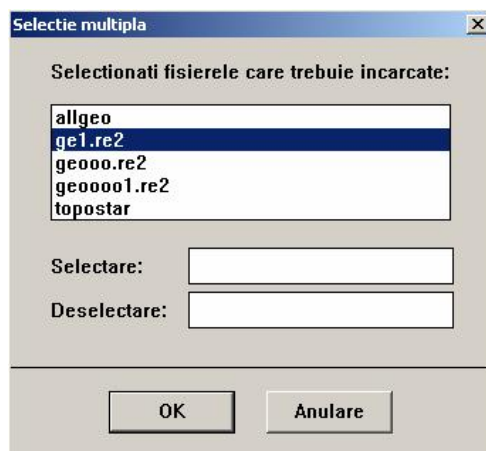 Selectie multipla
Selectionati fisierele care trebuie incarcate:
allgeo
ge1.re2
geooo.re2
geoooo1.re2
topostar
Selectare:
Deselectare:
OK
Anulare